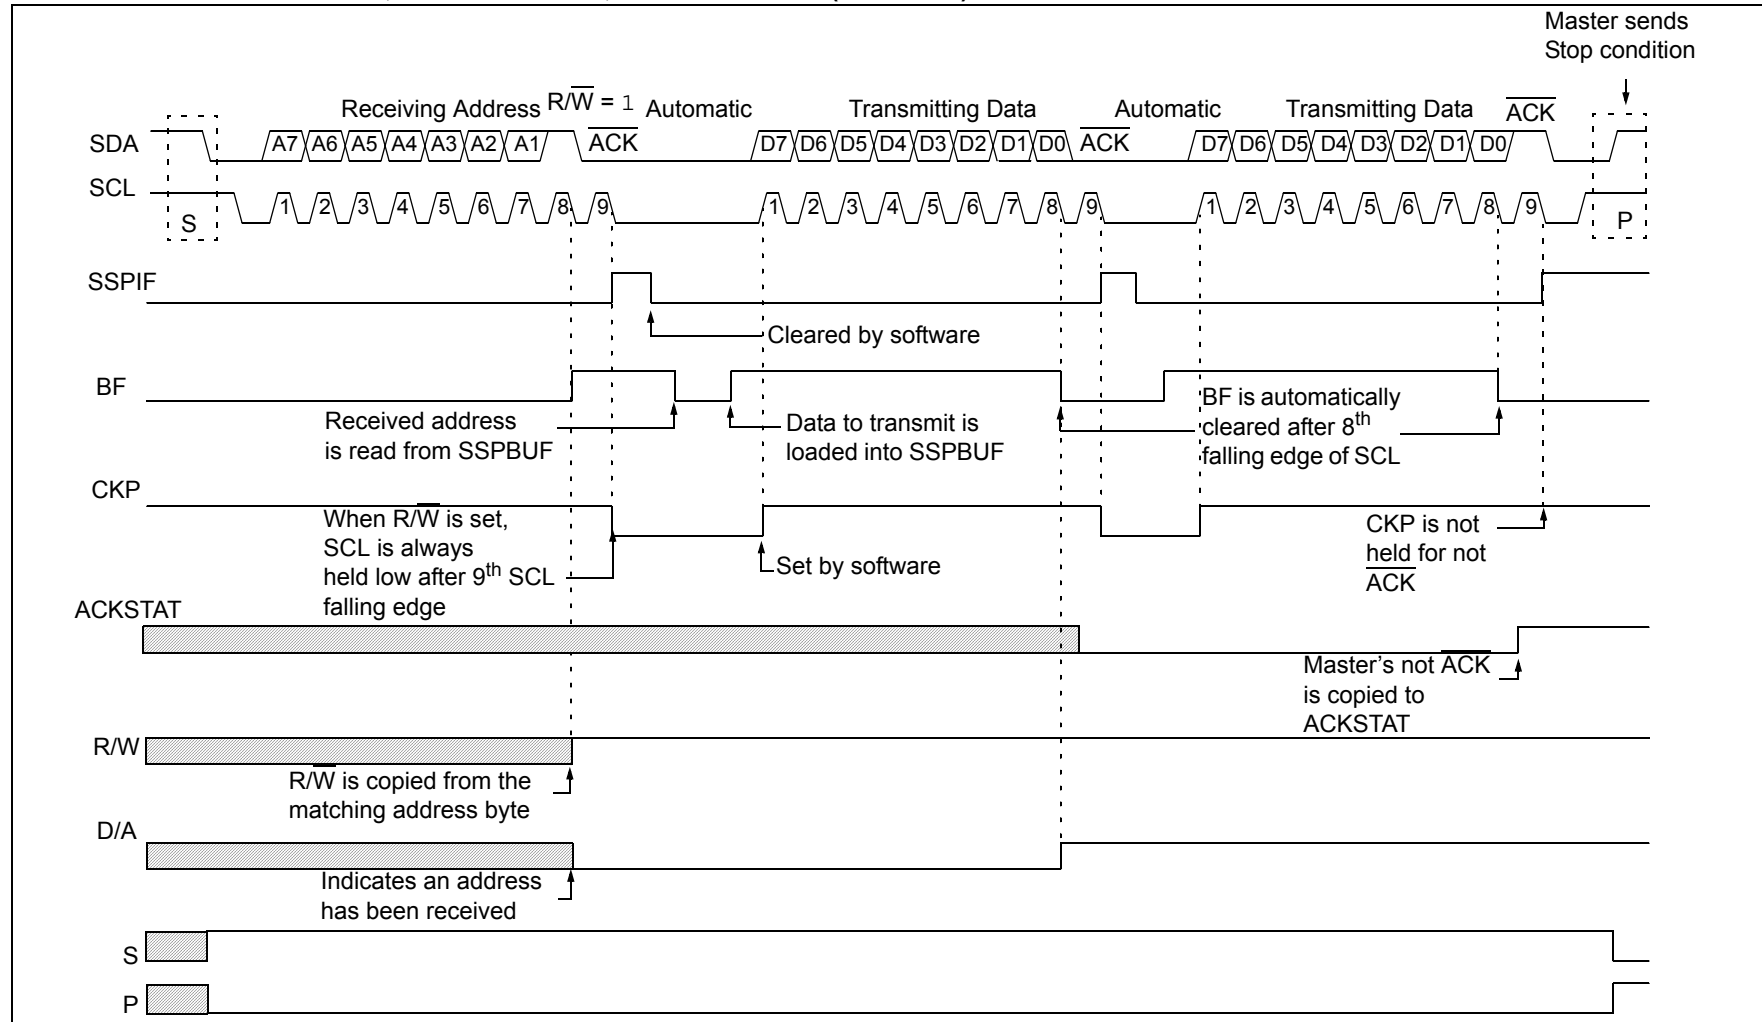 Master sends
Stop condition
Receiving Address R/W = 1 Automatic Transmitting Data Automatic Transmitting Data ACK
SDA A7 A6 A5 A4 A3 A2 A1 ACK D7 D6 D5 D4 D3 D2 D1 D0 ACK D7 D6 D5 D4 D3 D2 D1 D0
SCL 1 2 3 4 5 6 7 8 9 1 2 3 4 5 6 7 8 9 1 2 3 4 5 6 7 8 9
S P
SSPIF
Cleared by software
BF
Received address
is read from SSPBUF
Data to transmit is
loaded into SSPBUF
BF is automatically
cleared after 8th
falling edge of SCL
CKP
When R/W is set,
SCL is always
held low after 9th SCL
falling edge
Set by software
CKP is not
held for not
ACK
ACKSTAT
Master's not ACK
is copied to
ACKSTAT
R/W
R/W is copied from the
matching address byte
D/A
Indicates an address
has been received
S
P